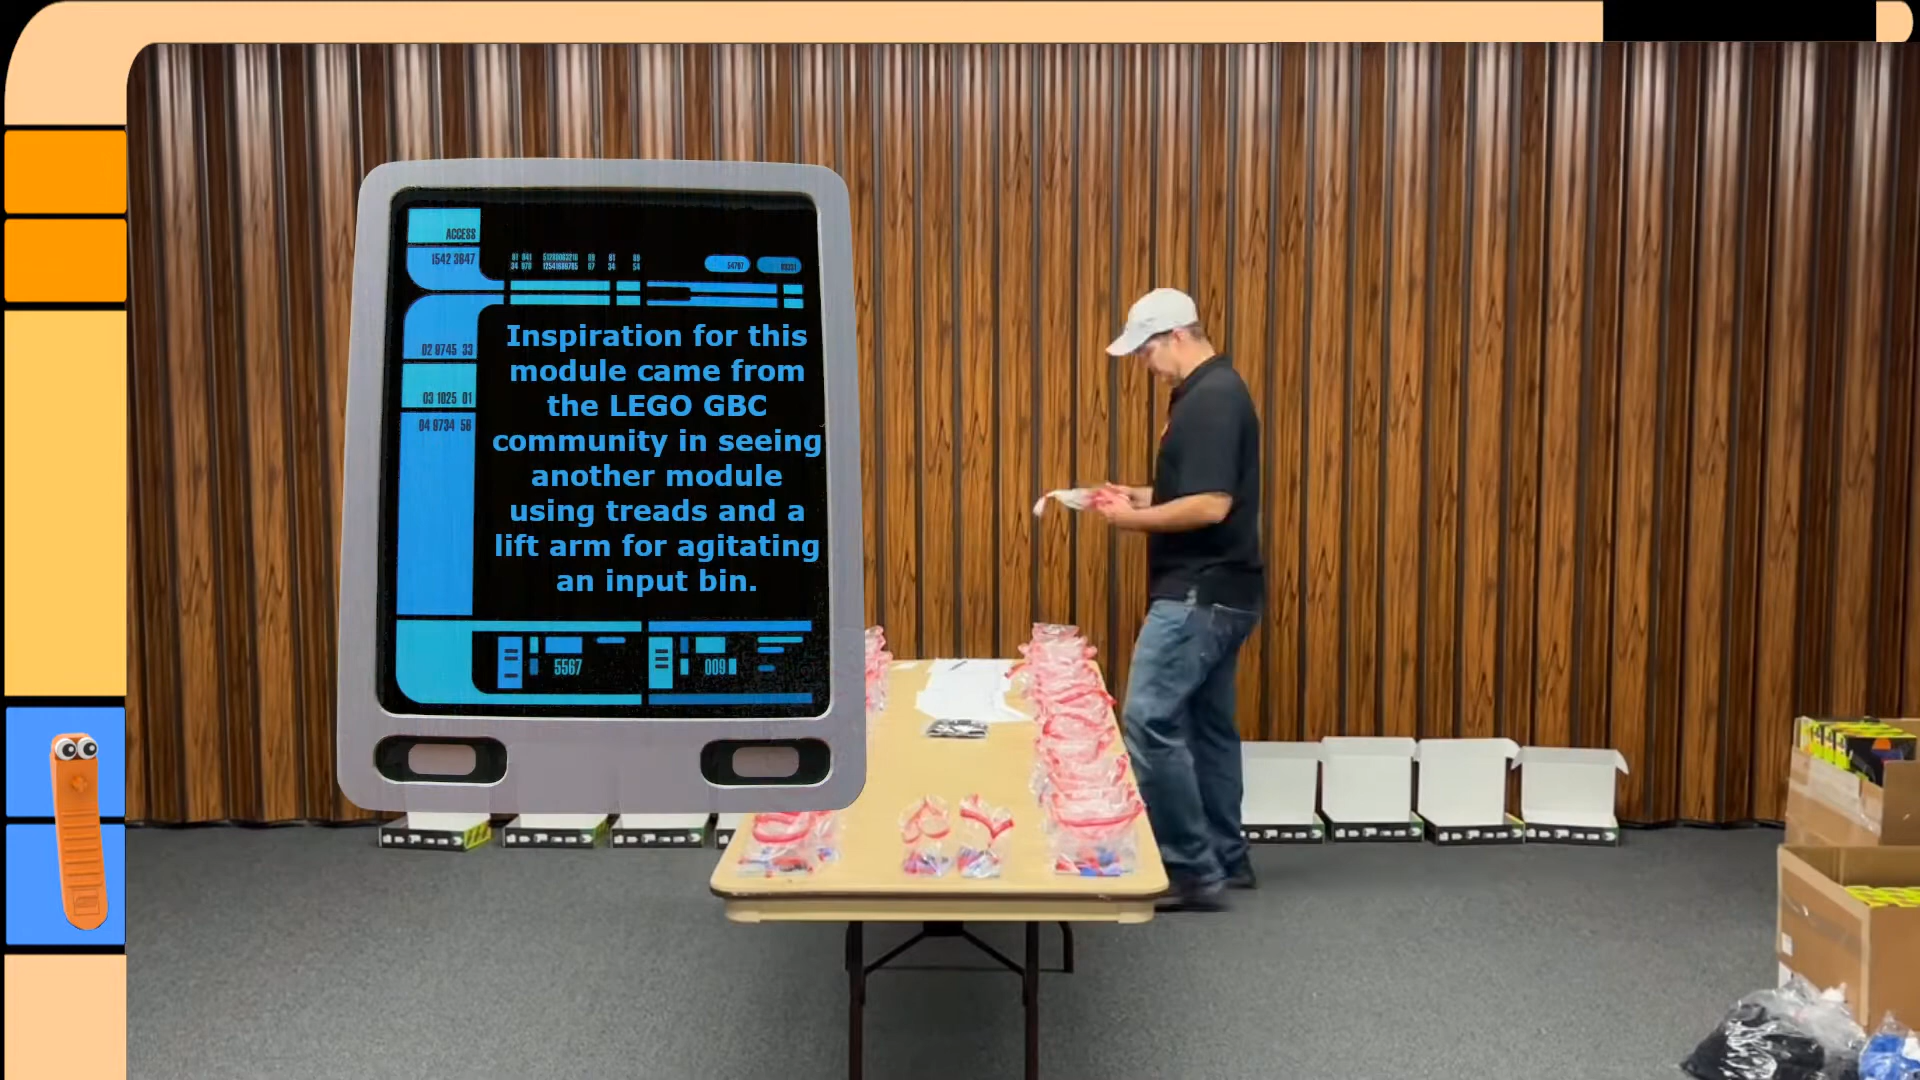 ACCESS
1542 3847
02 8745 33
03 1025 01
04 9734 56
Inspiration for this
module came from
the LEGO GBC
community in seeing
another module
using treads and a
lift arm for agitating
an input bin.
5567
009